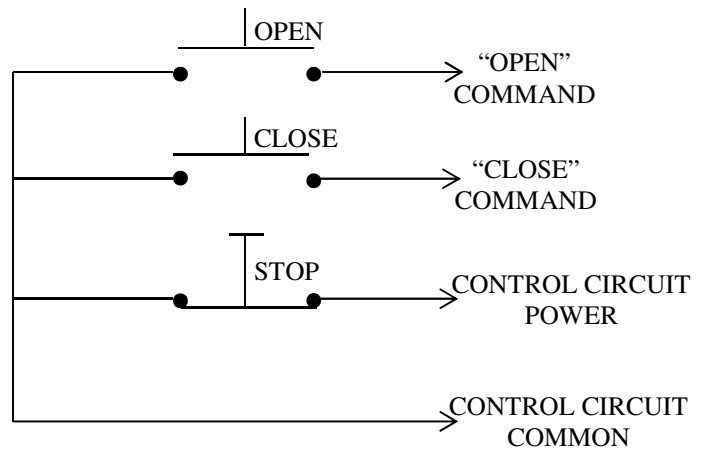 OPEN
“OPEN”
COMMAND
CLOSE
“CLOSE”
COMMAND
STOP
CONTROL CIRCUIT
POWER
CONTROL CIRCUIT
COMMON